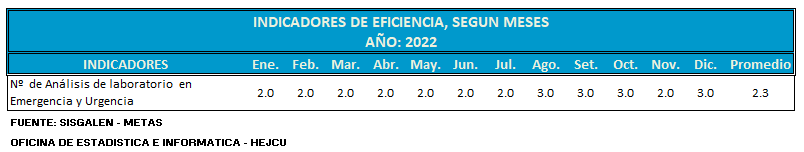 INDICADORES DE EFICIENCIA, SEGUN MESES
AÑO: 2022
INDICADORES Ene. Feb. Mar. Abr. May. Jun. Jul. Ago. Set. Oct. Nov. Dic. Promedio
Nº de Análisis de laboratorio en
Emergencia y Urgencia 2.0 2.0 2.0 2.0 2.0 2.0 2.0 3.0 3.0 3.0 2.0 3.0 2.3
FUENTE: SISGALEN - METAS
OFICINA DE ESTADISTICA E INFORMATICA - HEJCU